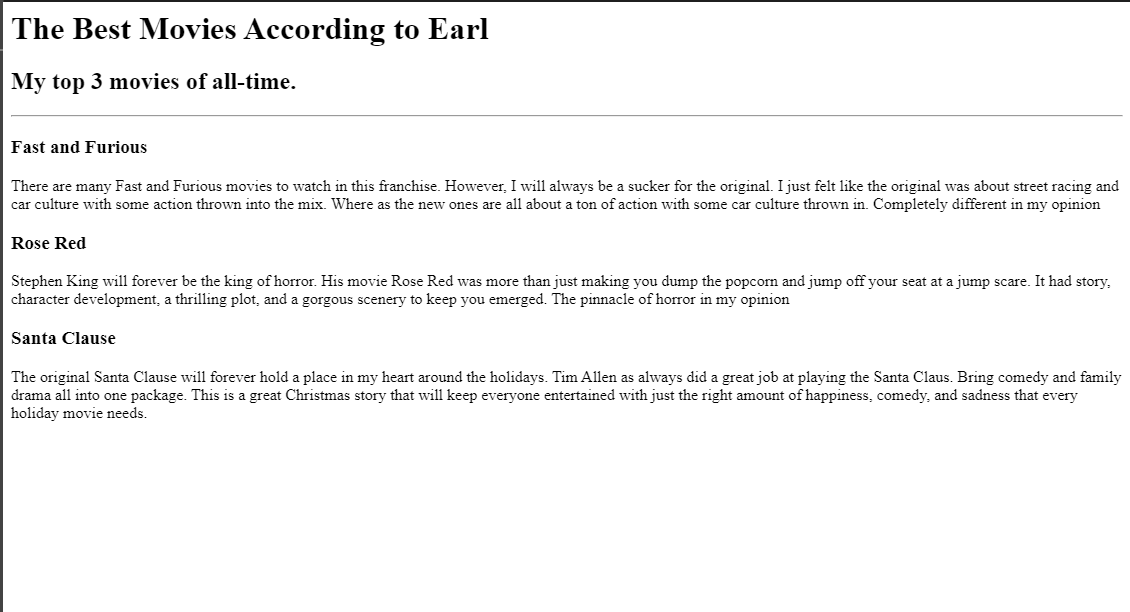 The Best Movies According to Earl
My top 3 movies of all-time.
Fast and Furious
There are many Fast and Furious movies to watch in this franchise. However, I will always be a sucker for the original. I just felt like the original was about street racing and
car culture with some action thrown into the mix. Where as the new ones are all about a ton of action with some car culture thrown in. Completely different in my opinion
Rose Red
Stephen King will forever be the king of horror. His movie Rose Red was more than just making you dump the popcorn and jump off your seat at a jump scare. It had story,
character development, a thrilling plot, and a gorgous scenery to keep you emerged. The pinnacle of horror in my opinion
Santa Clause
The original Santa Clause will forever hold a place in my heart around the holidays. Tim Allen as always did a great job at playing the Santa Claus. Bring comedy and family
drama all into one package. This is a great Christmas story that will keep everyone entertained with just the right amount of happiness, comedy, and sadness that every
holiday movie needs.